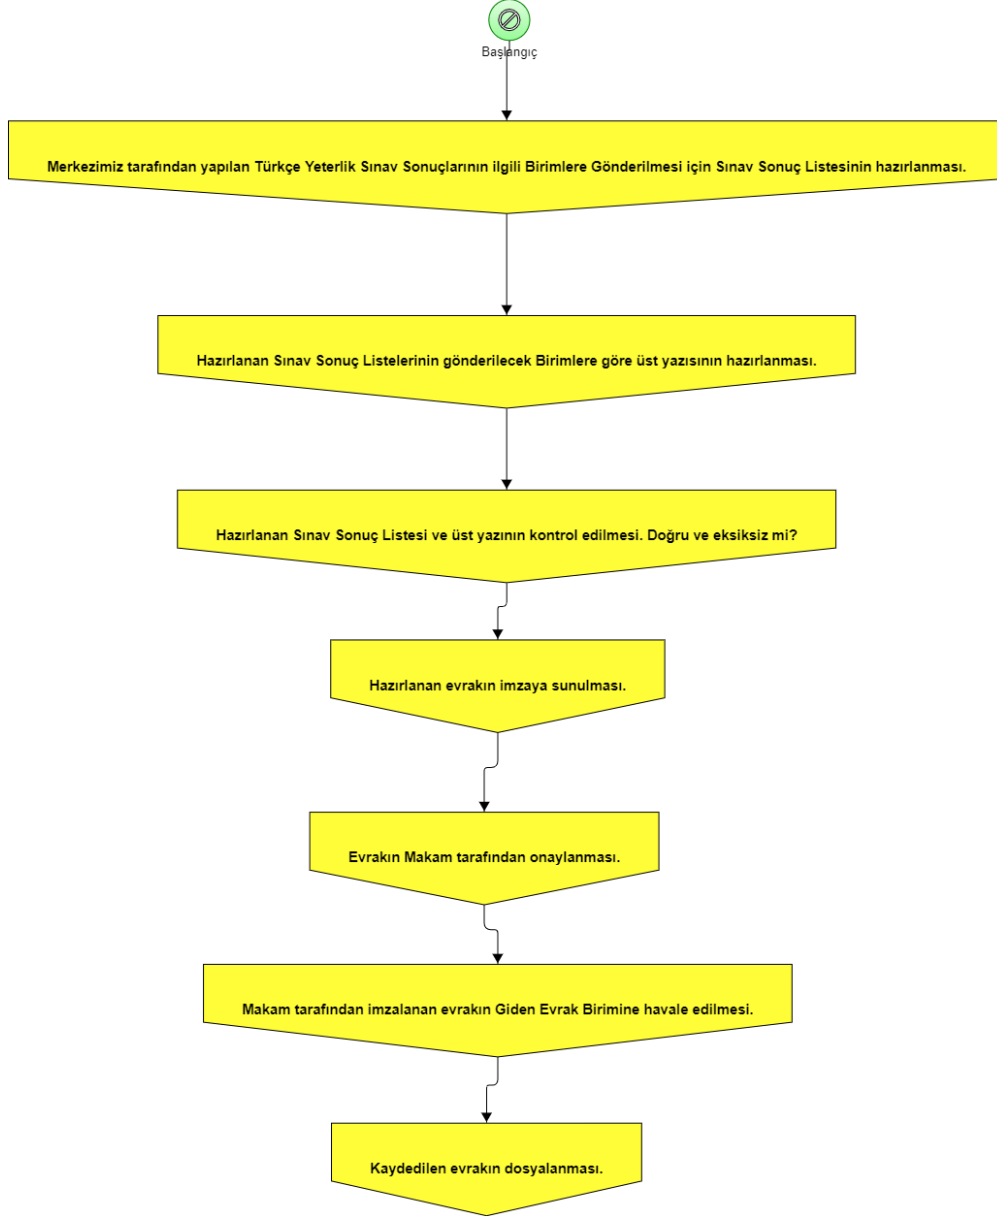 Başlangıç
Merkezimiz tarafından yapılan Türkçe Yeterlik Sınav Sonuçlarının ilgili Birimlere Gönderilmesi için Sınav Sonuç Listesinin hazırlanması.
Hazırlanan Sınav Sonuç Listelerinin gönderilecek Birimlere göre üst yazısının hazırlanması.
Hazırlanan Sınav Sonuç Listesi ve üst yazının kontrol edilmesi. Doğru ve eksiksiz mi?
Hazırlanan evrakın imzaya sunulması.
Evrakın Makam tarafından onaylanması.
Makam tarafından imzalanan evrakın Giden Evrak Birimine havale edilmesi.
Kaydedilen evrakın dosyalanması.